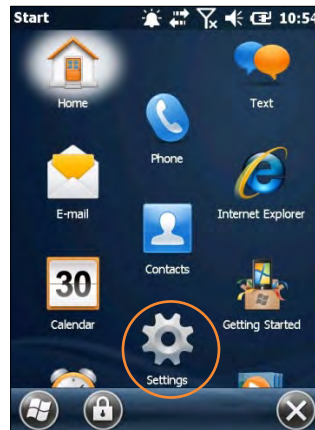 Start 10:54
Home
Text
Phone
E-mail
Internet Explorer
Contacts
30
Calendar
Getting Started
Settings